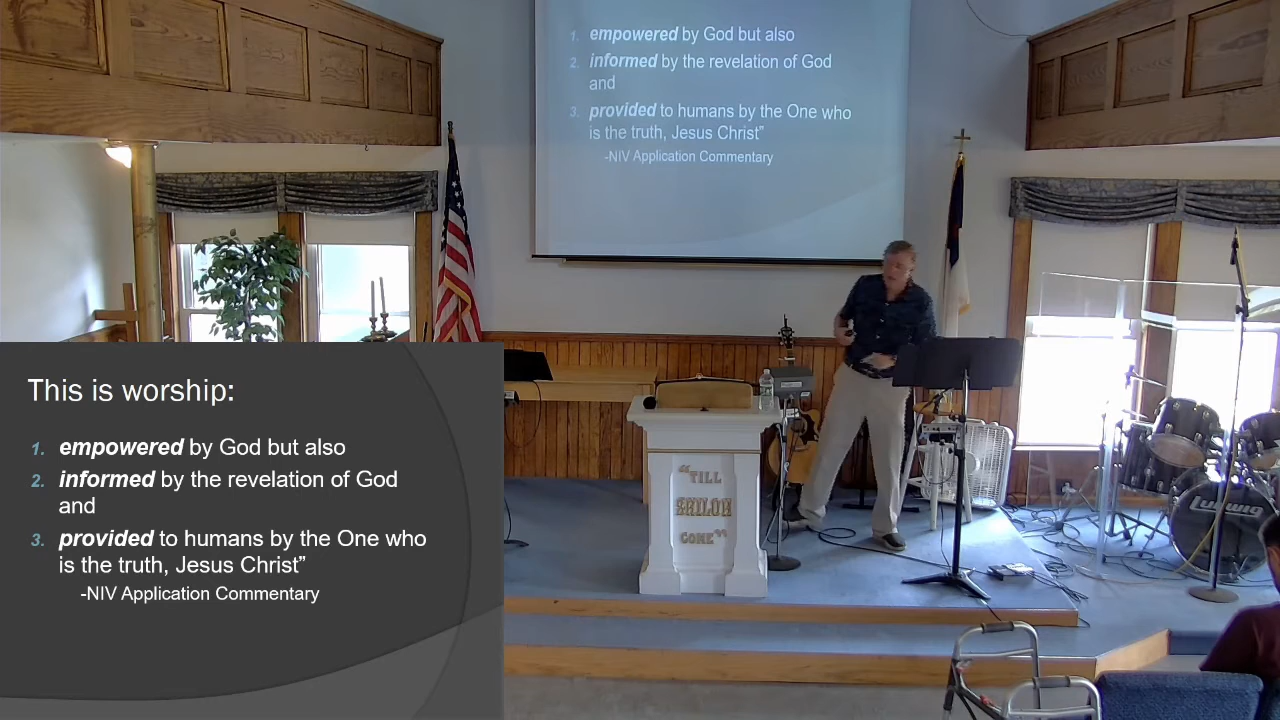 1. empowered by God but also
2. informed by the revelation of God
and
3. provided to humans by the One who
is the truth, Jesus Christ”
-NIV Application Commentary
This is worship:
1. empowered by God but also
2. informed by the revelation of God
and
3. provided to humans by the One who
is the truth, Jesus Christ”
-NIV Application Commentary
“TILL
SHILOH
COME”
LUDWIG